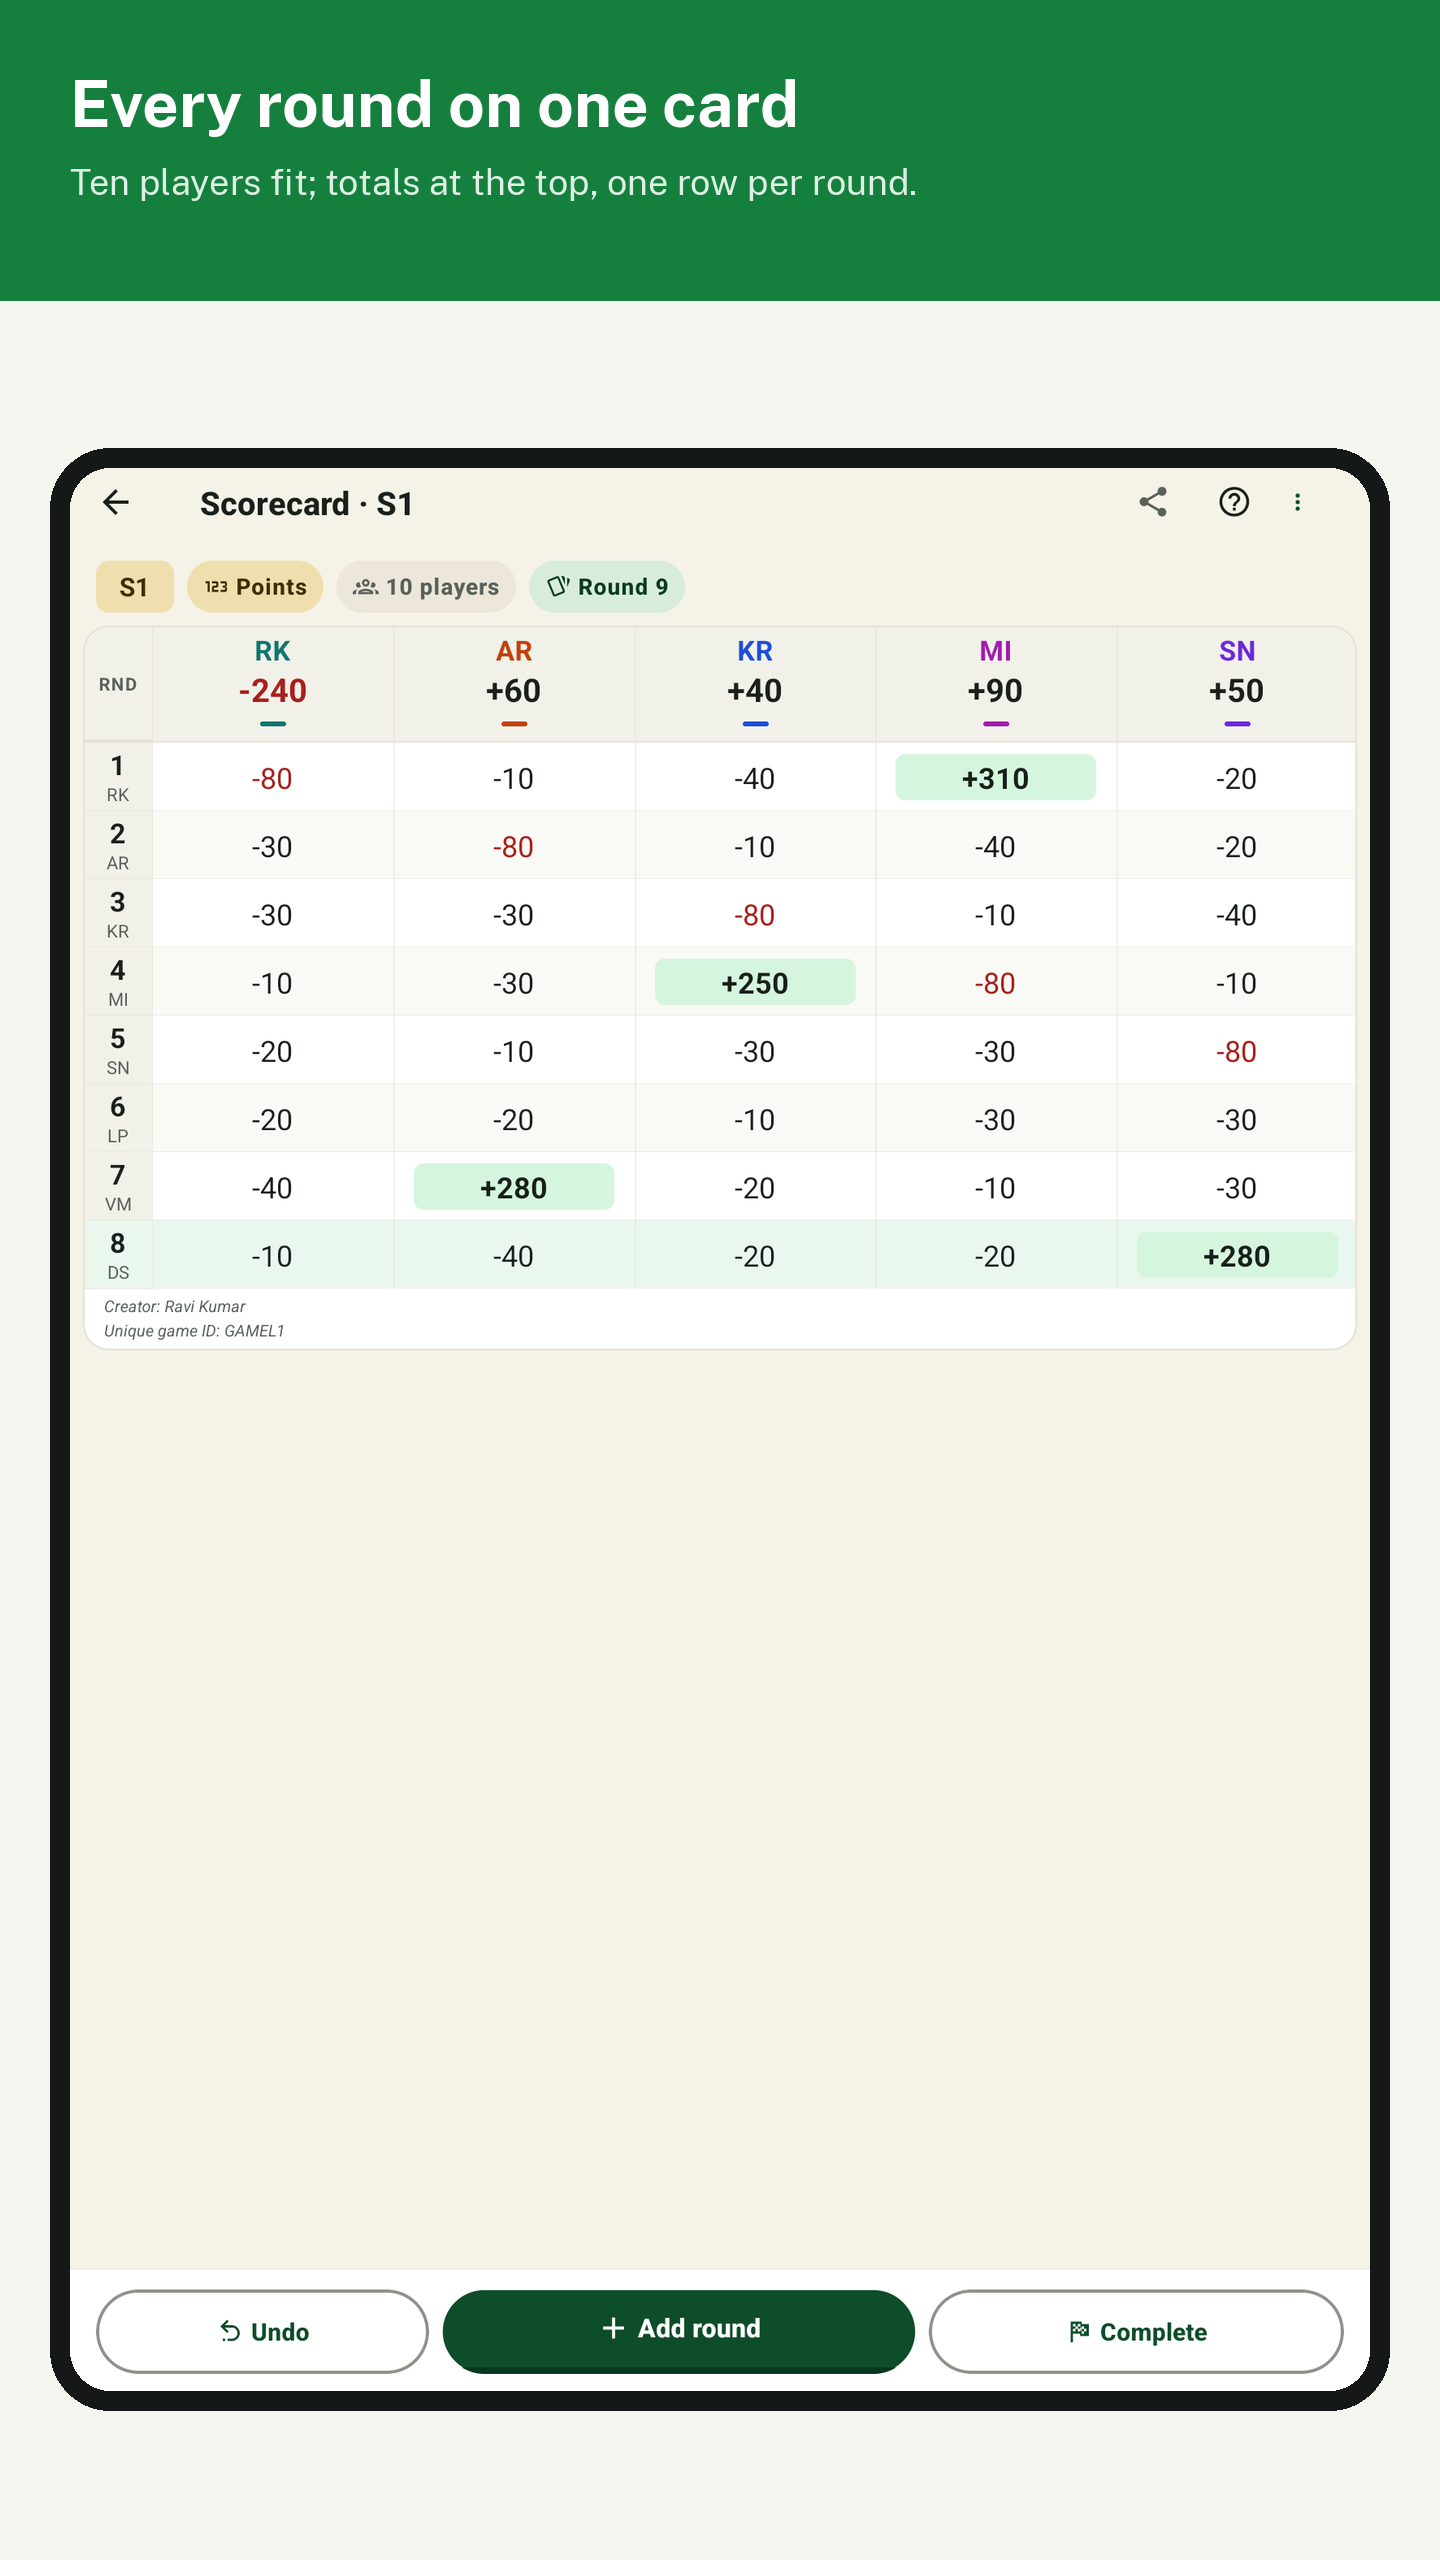 Every round on one card
Ten players fit; totals at the top, one row per round.
Scorecard · S1
S1 123 Points 10 players Round 9
RND RK AR KR MI SN
-240 +60 +40 +90 +50
1 -80 -10 -40 +310 -20
RK
2 -30 -80 -10 -40 -20
AR
3 -30 -30 -80 -10 -40
KR
4 -10 -30 +250 -80 -10
MI
5 -20 -10 -30 -30 -80
SN
6 -20 -20 -10 -30 -30
LP
7 -40 +280 -20 -10 -30
VM
8 -10 -40 -20 -20 +280
DS
Creator: Ravi Kumar
Unique game ID: GAMEL1
Undo + Add round Complete